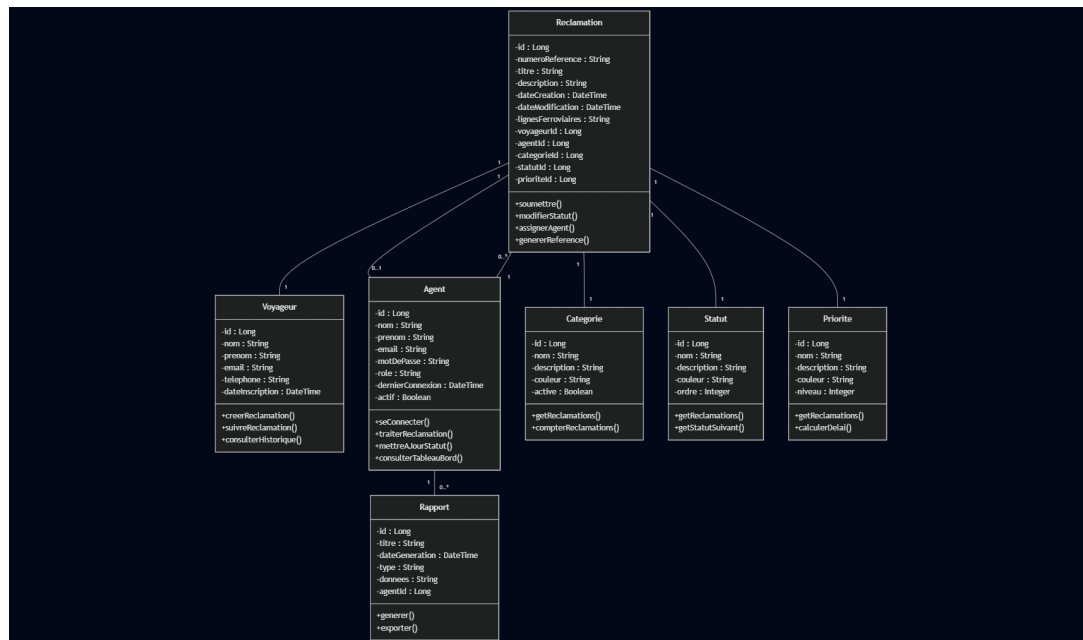 Reclamation
-id : Long
-numeroReference : String
-titre : String
-description : String
-dateCreation : DateTime
-dateModification : DateTime
-lignesFerroviaires : String
-voyageurId : Long
-agentId : Long
-categorieId : Long
-statutId : Long
-prioriteId : Long
+soumettre()
+modifierStatut()
+assignerAgent()
+genererReference()
1
1
1
1
0..*
1
0..1
1
1
1
1
1
Voyageur
-id : Long
-nom : String
-prenom : String
-email : String
-telephone : String
-dateInscription : DateTime
+creerReclamation()
+suivreReclamation()
+consulterHistorique()
Agent
-id : Long
-nom : String
-prenom : String
-email : String
-motDePasse : String
-role : String
-dernierConnexion : DateTime
-actif : Boolean
+seConnecter()
+traiterReclamation()
+mettreAJourStatut()
+consulterTableauBord()
Categorie
-id : Long
-nom : String
-description : String
-couleur : String
-active : Boolean
+getReclamations()
+compterReclamations()
Statut
-id : Long
-nom : String
-description : String
-couleur : String
-ordre : Integer
+getReclamations()
+getStatutSuivant()
Priorite
-id : Long
-nom : String
-description : String
-couleur : String
-niveau : Integer
+getReclamations()
+calculerDelai()
1
0..*
Rapport
-id : Long
-titre : String
-dateGeneration : DateTime
-type : String
-donnees : String
-agentId : Long
+generer()
+exporter()